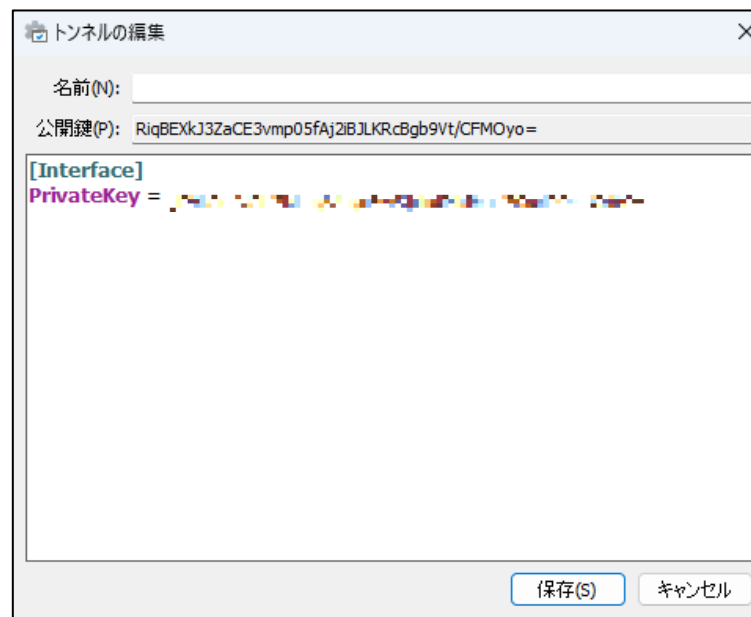 トンネルの編集
名前(N):
公開鍵(P): RiqBEXkJ3ZaCE3vmp05fAj2iBJLKRcBgb9Vt/CFMOyo=
[Interface]
PrivateKey =
保存(S) キャンセル